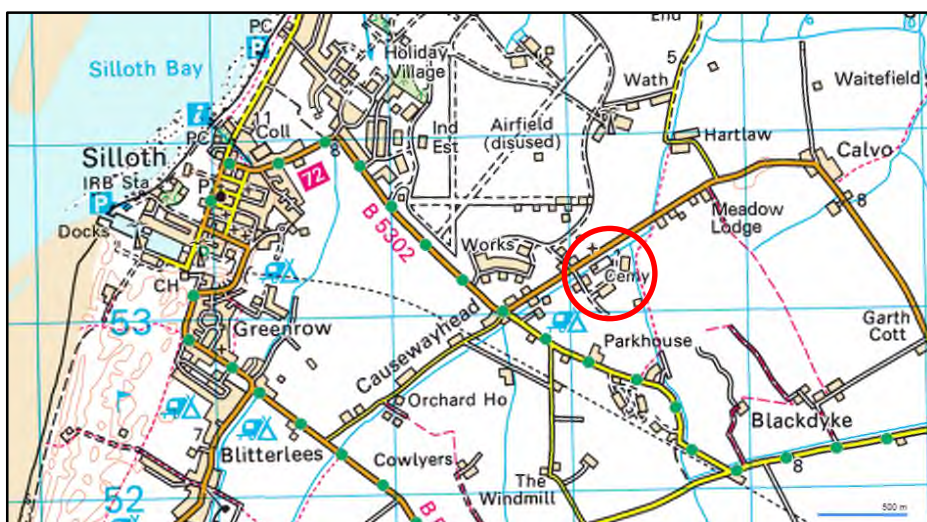 PC
P
End
Silloth Bay
Holiday
Village
5
Wath
Waitefield
i
11
PC
Coll
Ind
Est
Airfield
(disused)
Hartlaw
Silloth
8
Calvo
72
IRB Sta
P
P
8
Meadow
Lodge
B 5302
Docks
Works
Cemy
CH
53
Greenrow
Causewayhead
Garth
Cott
Parkhouse
Orchard Ho
Blackdyke
Blitterlees
Cowlyers
8
The
Windmill
52
500 m